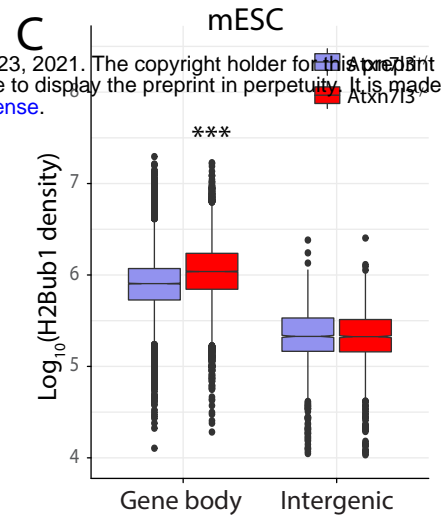 C
mESC
23, 2021. The copyright holder for this preprint
e to display the preprint in perpetuity. It is made
ense.
Atxn7l3
***
7
6
5
4
Log10(H2Bub1 density)
Gene body Intergenic